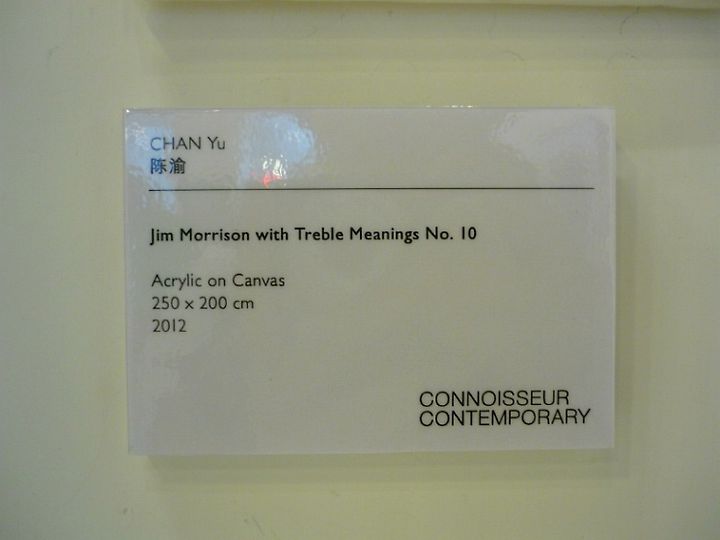 CHAN Yu
陈渝
Jim Morrison with Treble Meanings No. 10
Acrylic on Canvas
250 x 200 cm
2012
CONNOISSEUR
CONTEMPORARY